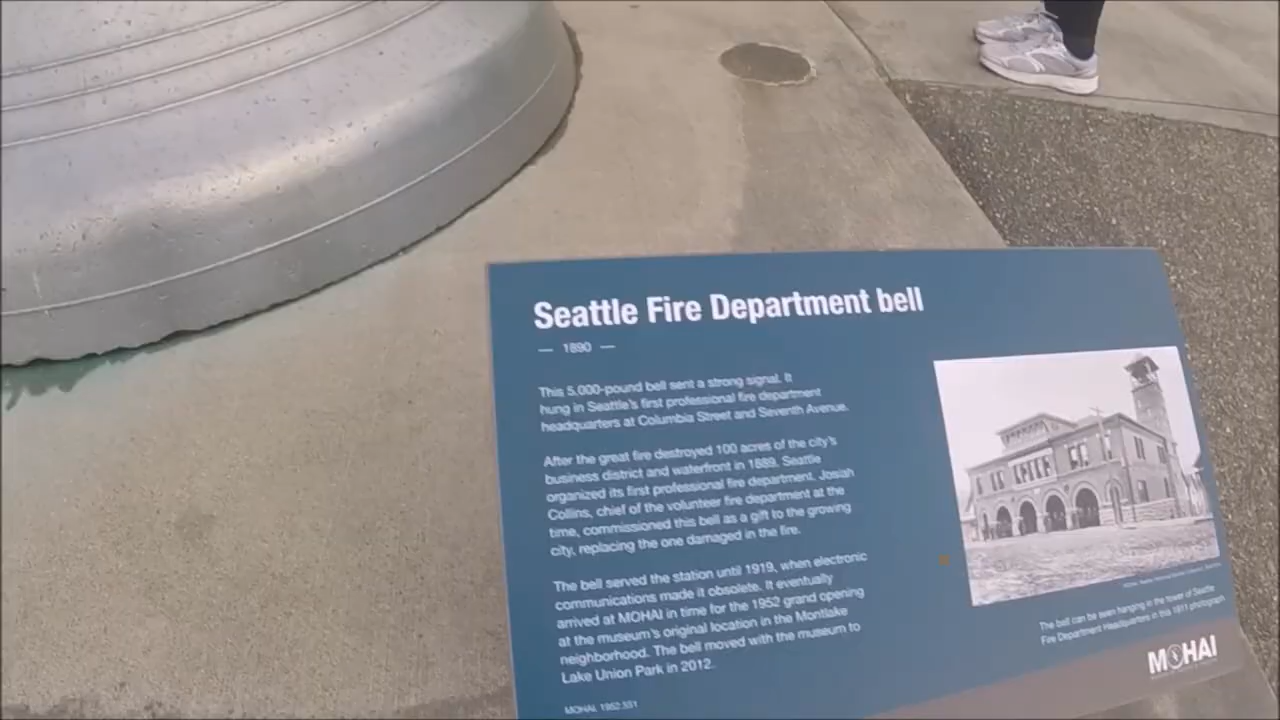 Seattle Fire Department bell
— 1890 —
This 5,000-pound bell sent a strong signal. It
hung in Seattle's first professional fire department
headquarters at Columbia Street and Seventh Avenue.
After the great fire destroyed 100 acres of the city's
business district and waterfront in 1889, Seattle
organized its first professional fire department. Josiah
Collins, chief of the volunteer fire department at the
time, commissioned this bell as a gift to the growing
city, replacing the one damaged in the fire.
The bell served the station until 1919, when electronic
communications made it obsolete. It eventually
arrived at MOHAI in time for the 1952 grand opening
at the museum's original location in the Montlake
neighborhood. The bell moved with the museum to
Lake Union Park in 2012.
MOHAI, 1952.551
The bell can be seen hanging in the tower of Seattle
Fire Department Headquarters in this 1911 photograph.
MOHAI